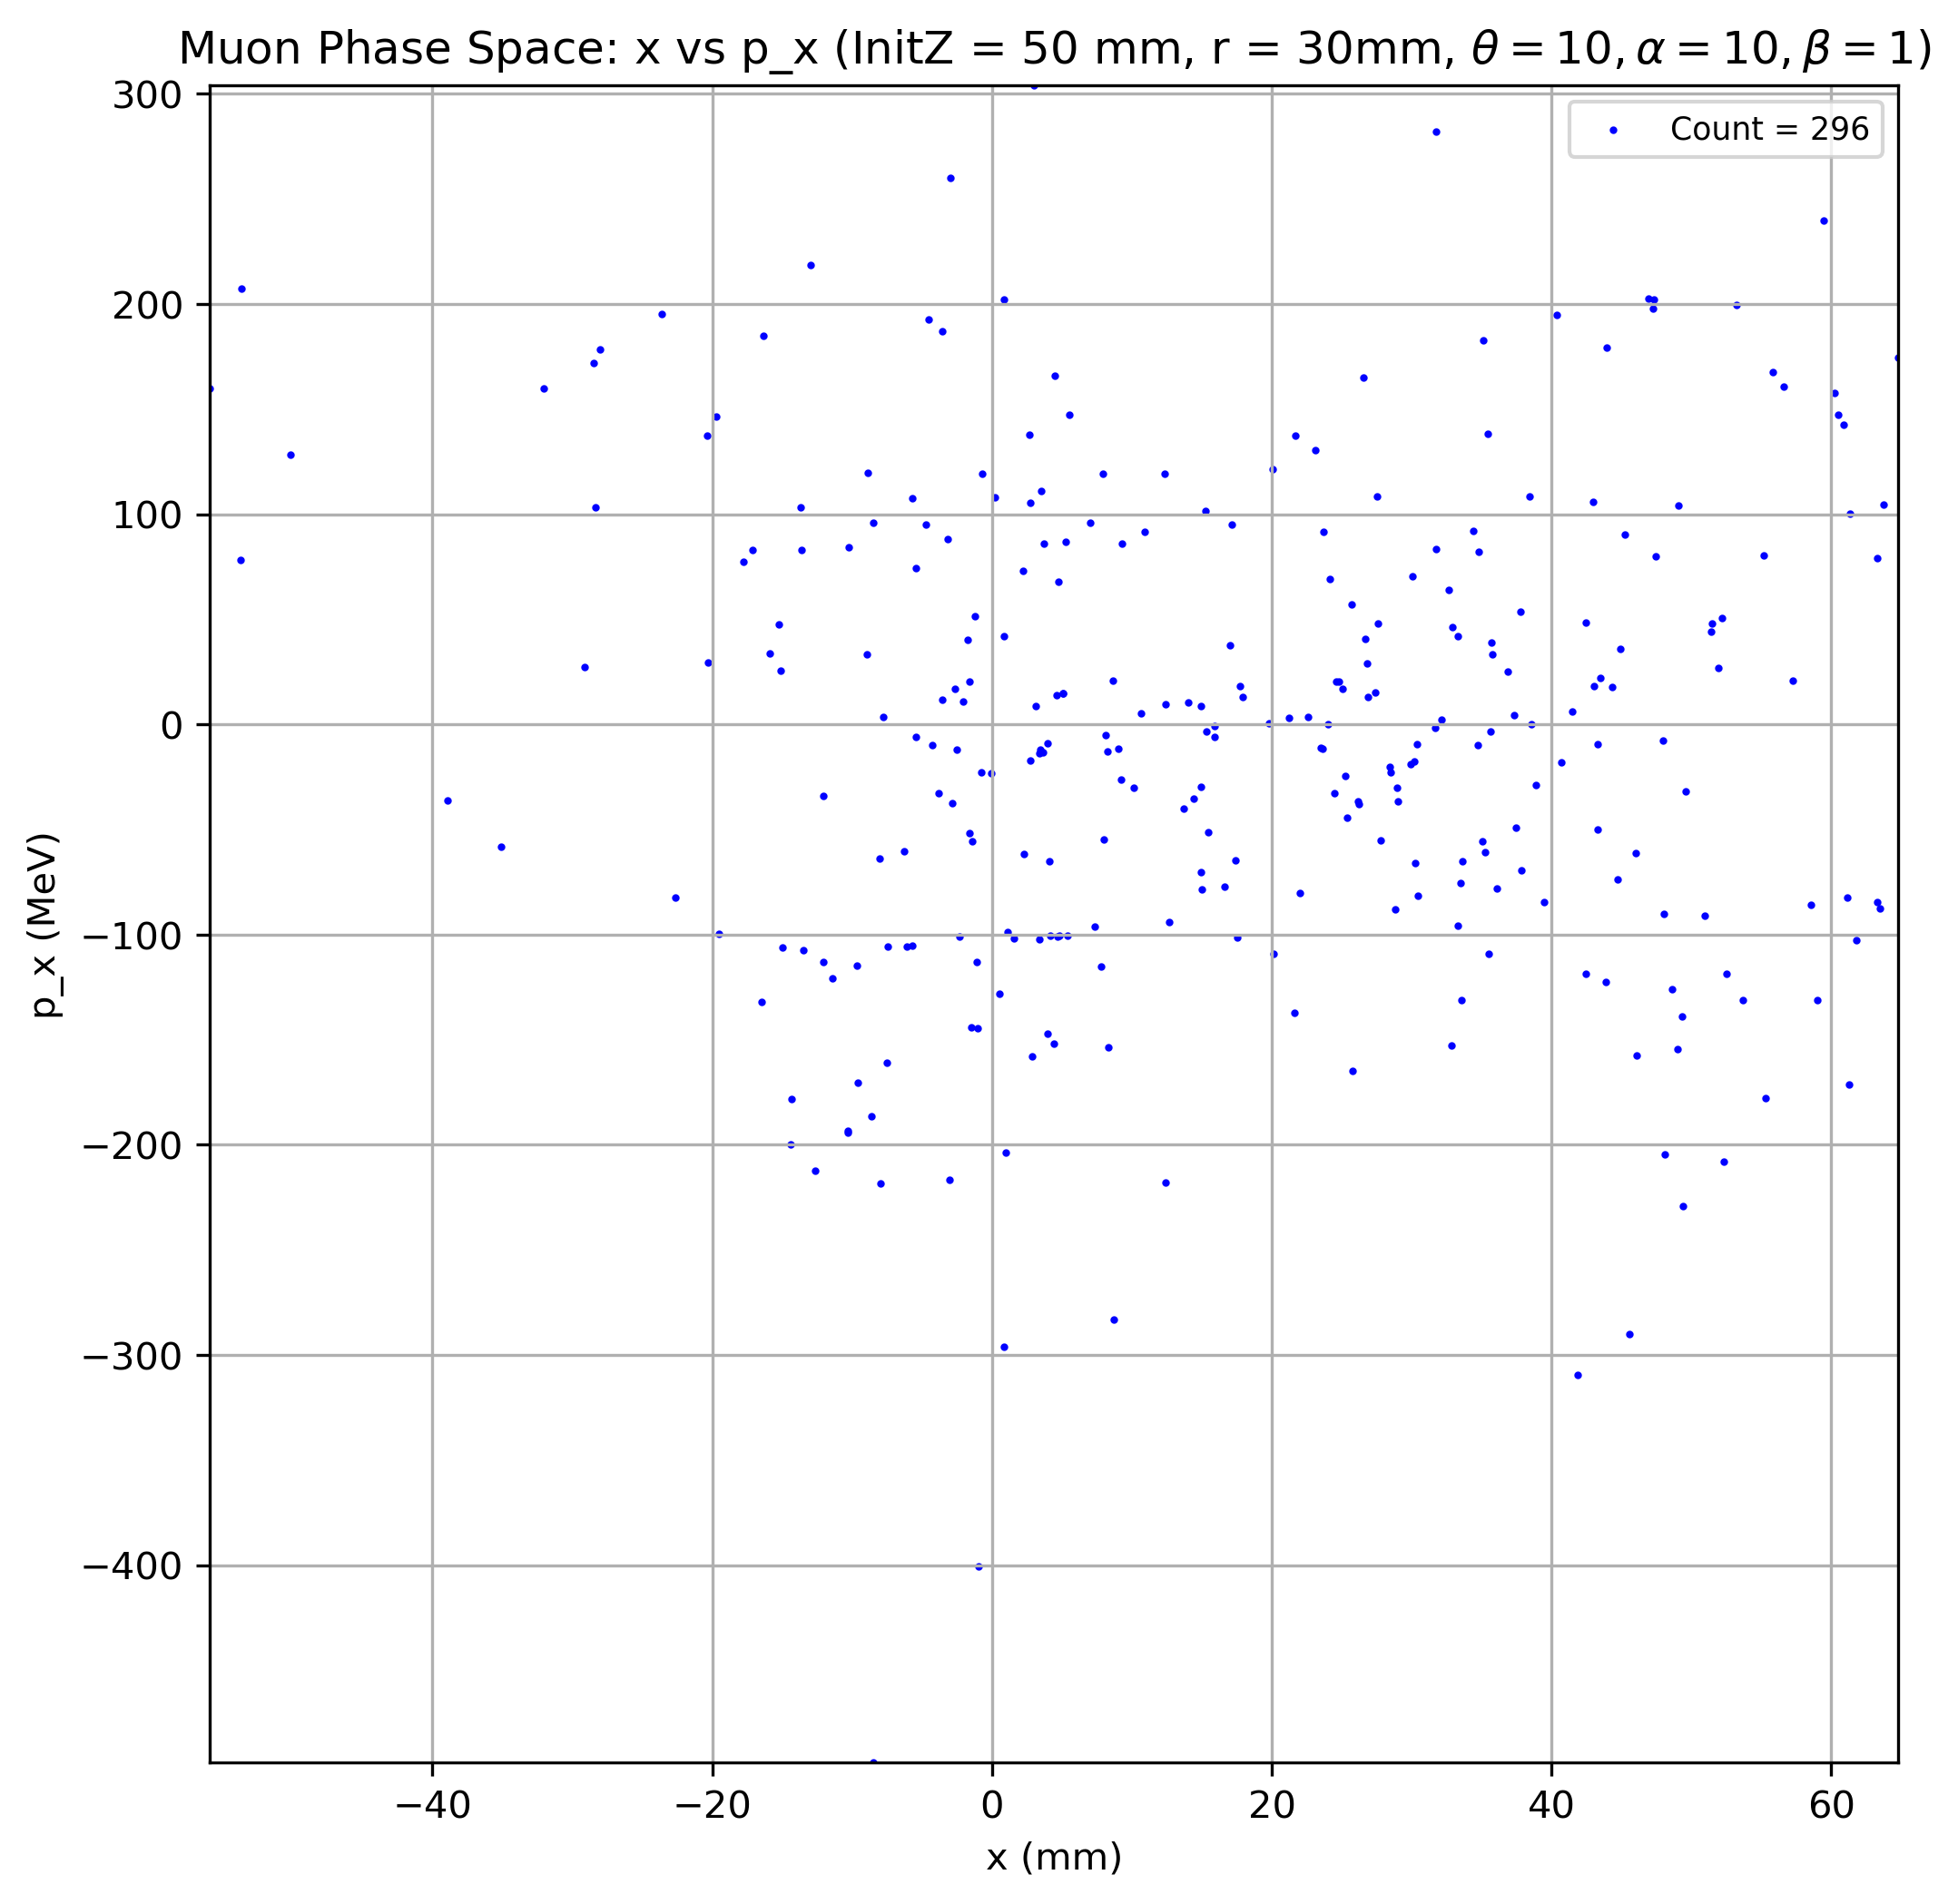 Muon Phase Space: x vs p_x (InitZ = 50 mm, r = 30mm, θ = 10, α = 10, β = 1)
Count = 296
300
200
100
0
−100
−200
−300
−400
p_x (MeV)
−40 −20 0 20 40 60
x (mm)